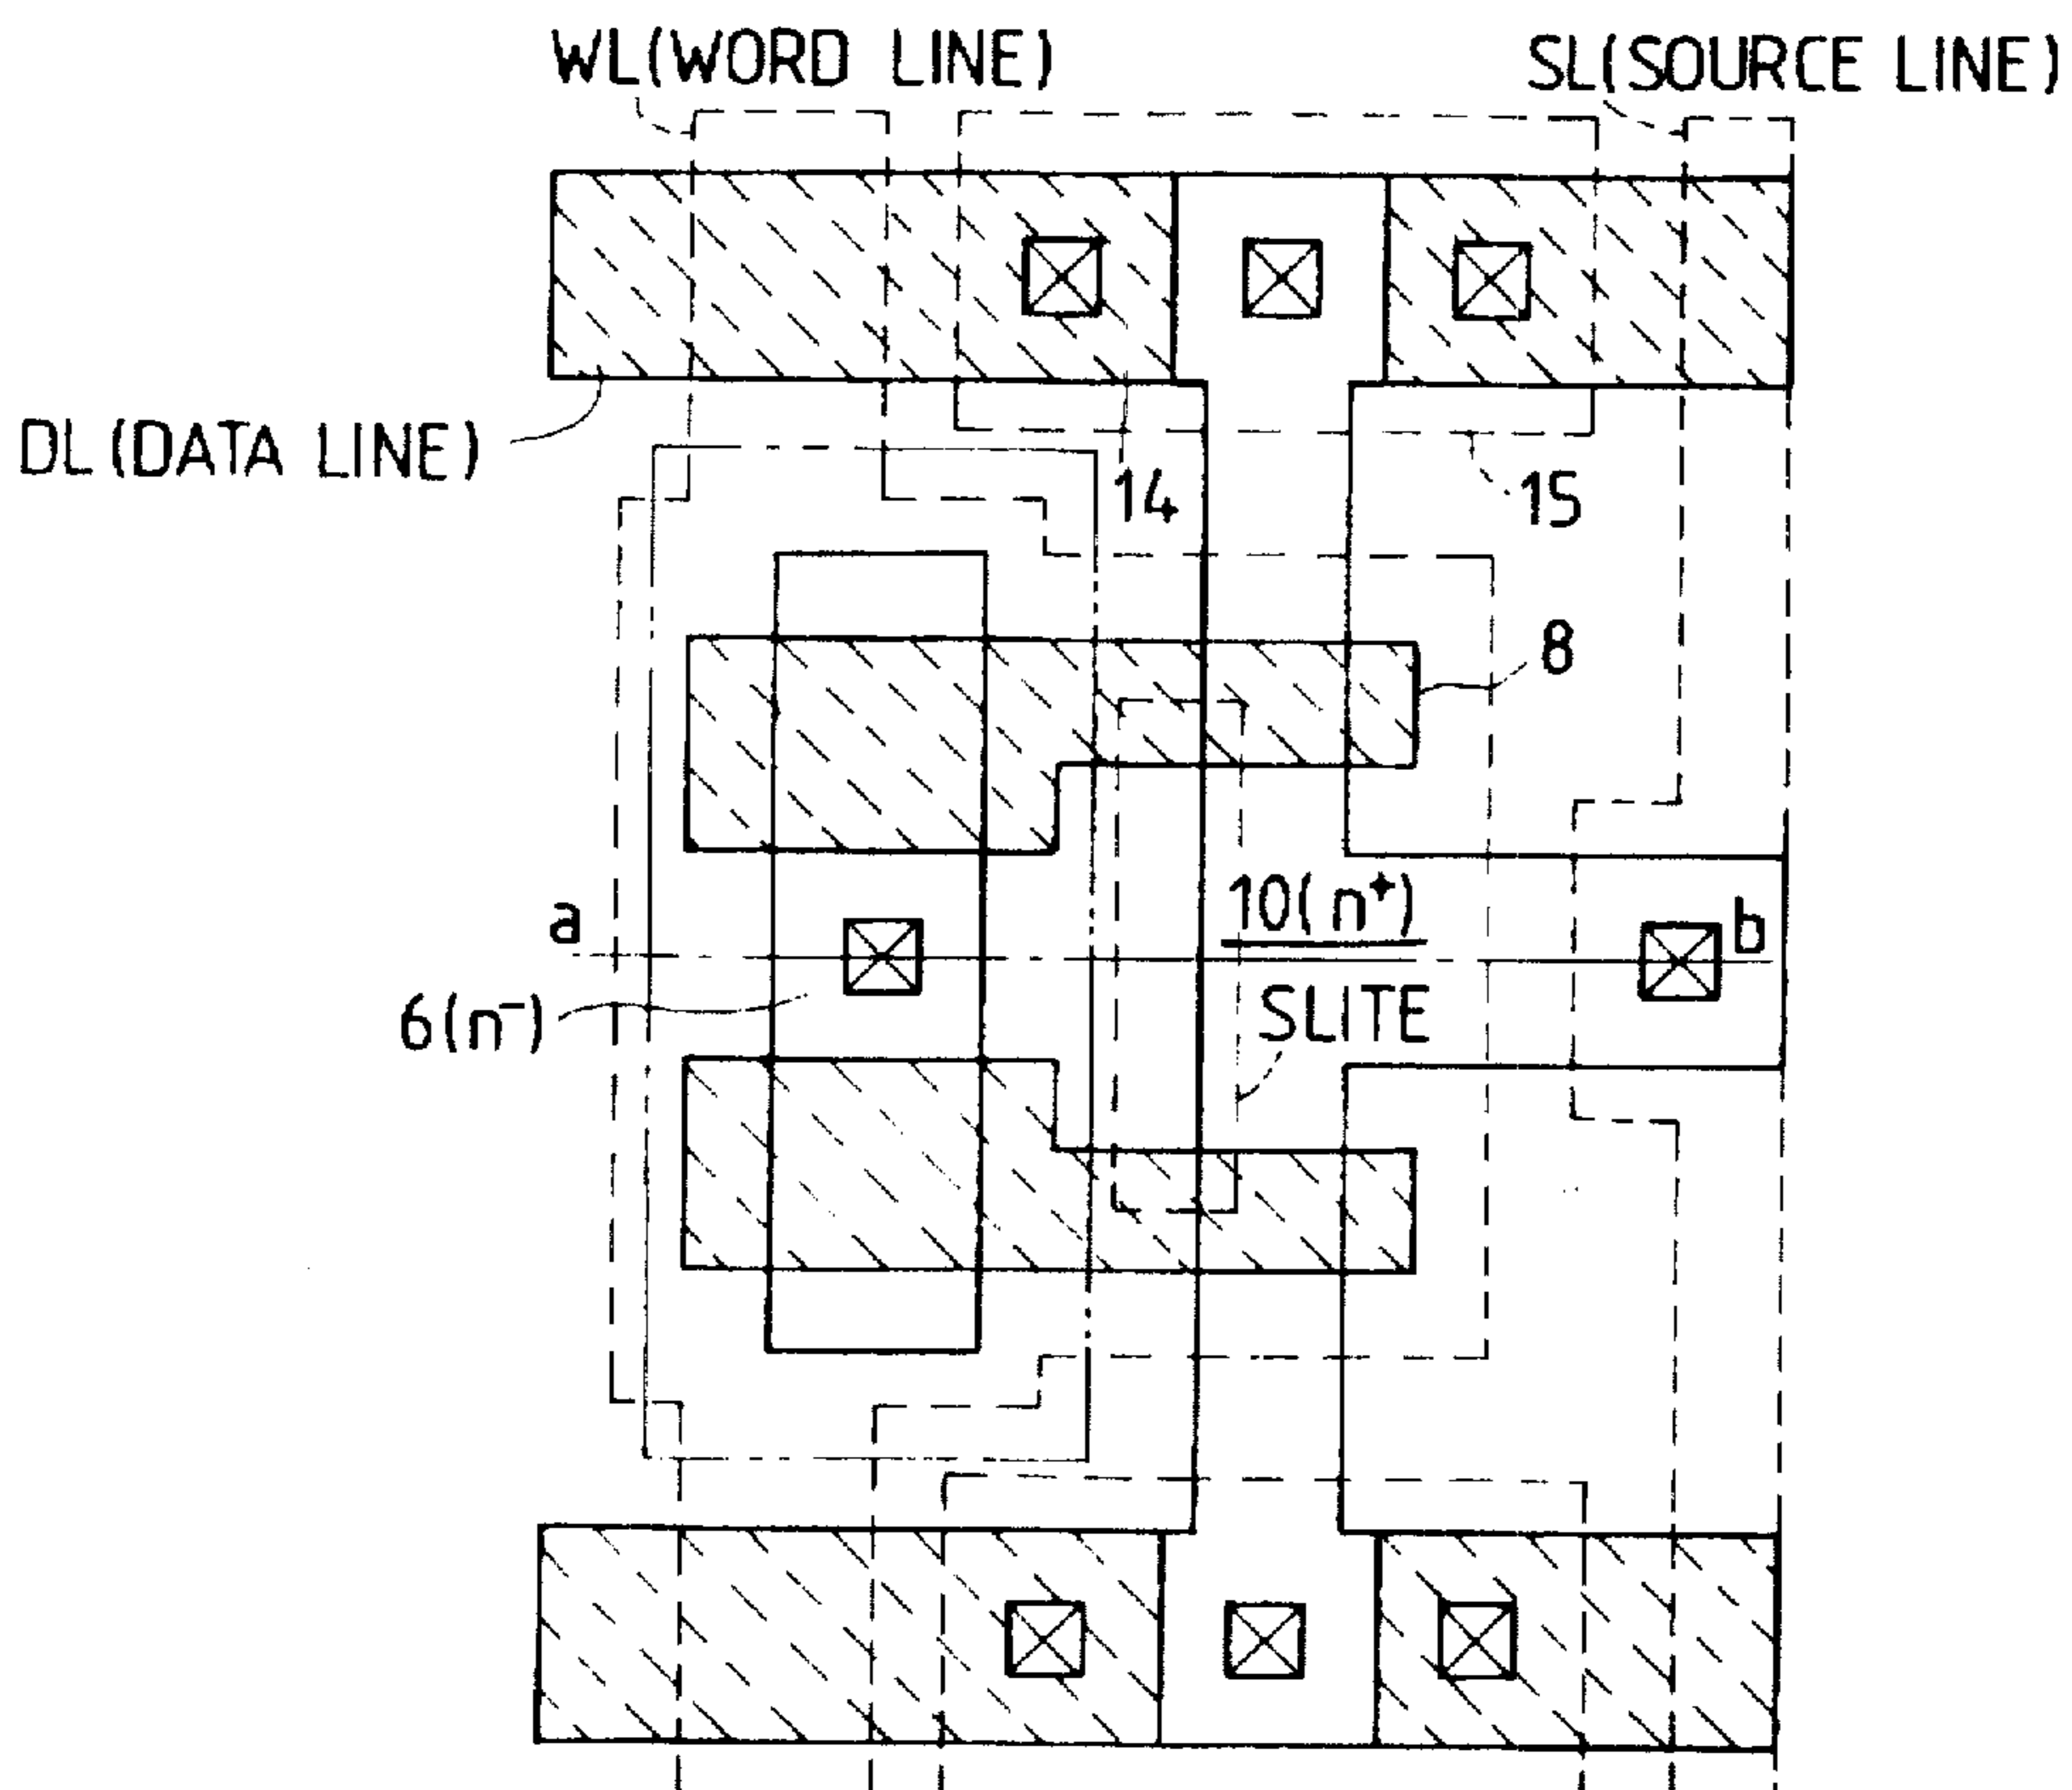 WL(WORD LINE)
SL(SOURCE LINE)
DL(DATA LINE)
14
15
8
a
10(n⁺)
b
6(n⁻)
SLITE